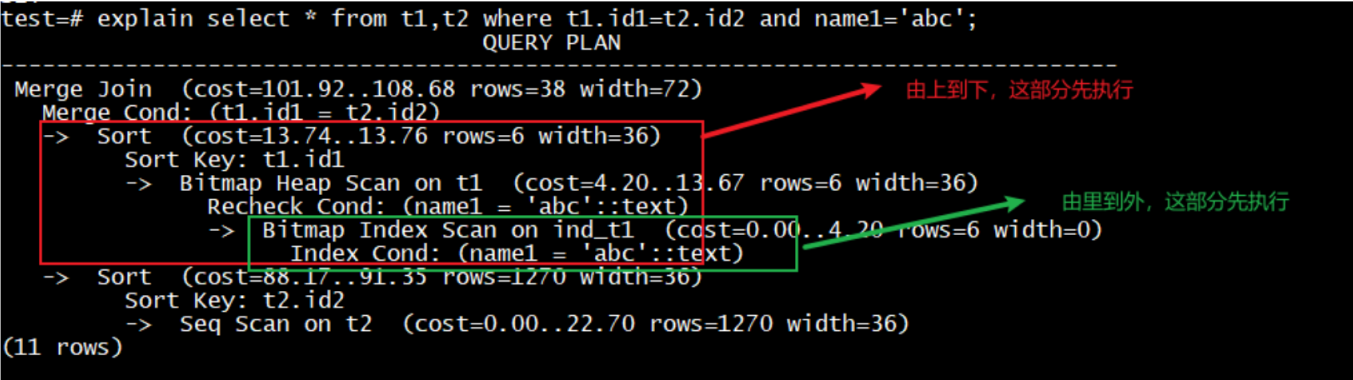 test=# explain select * from t1,t2 where t1.id1=t2.id2 and name1='abc';
QUERY PLAN
--------------------------------------------------------------------------------
Merge Join  (cost=101.92..108.68 rows=38 width=72)
由上到下，这部分先执行
Merge Cond: (t1.id1 = t2.id2)
->  Sort  (cost=13.74..13.76 rows=6 width=36)
Sort Key: t1.id1
->  Bitmap Heap Scan on t1  (cost=4.20..13.67 rows=6 width=36)
Recheck Cond: (name1 = 'abc'::text)
由里到外，这部分先执行
->  Bitmap Index Scan on ind_t1  (cost=0.00..4.20 rows=6 width=0)
Index Cond: (name1 = 'abc'::text)
->  Sort  (cost=88.17..91.35 rows=1270 width=36)
Sort Key: t2.id2
->  Seq Scan on t2  (cost=0.00..22.70 rows=1270 width=36)
(11 rows)